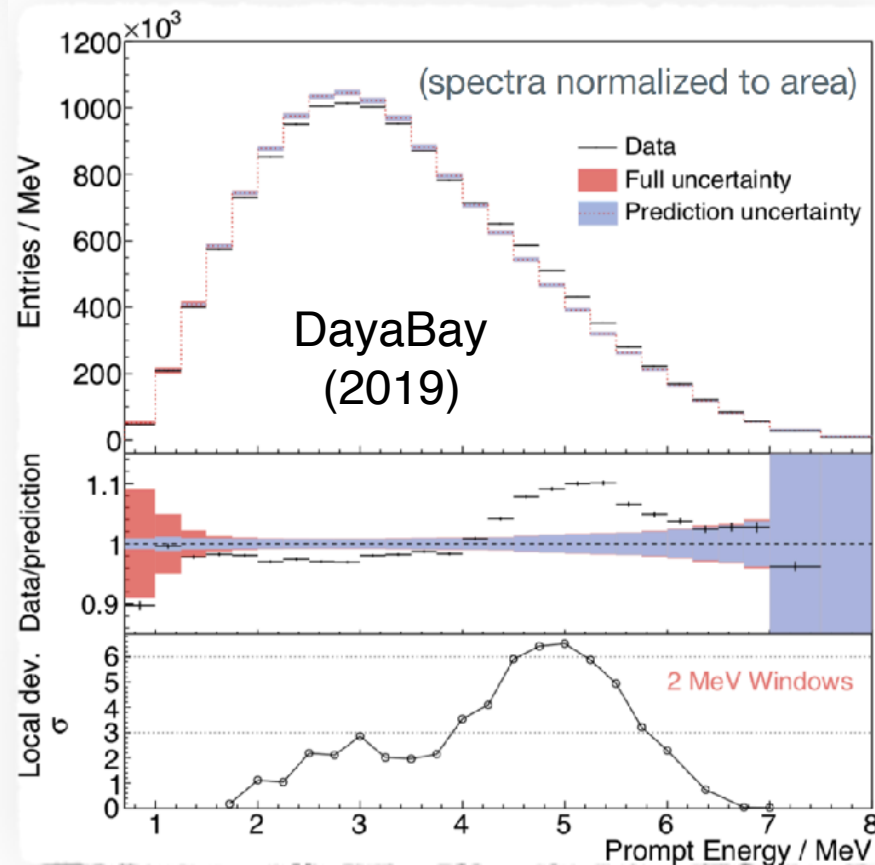 ×10³
1200
1000
800
600
400
200
0
Entries / MeV
(spectra normalized to area)
Data
Full uncertainty
Prediction uncertainty
DayaBay
(2019)
1.1
1
0.9
Data/prediction
6
5
4
3
2
1
0
Local dev.
σ
2 MeV Windows
1 2 3 4 5 6 7 8
Prompt Energy / MeV